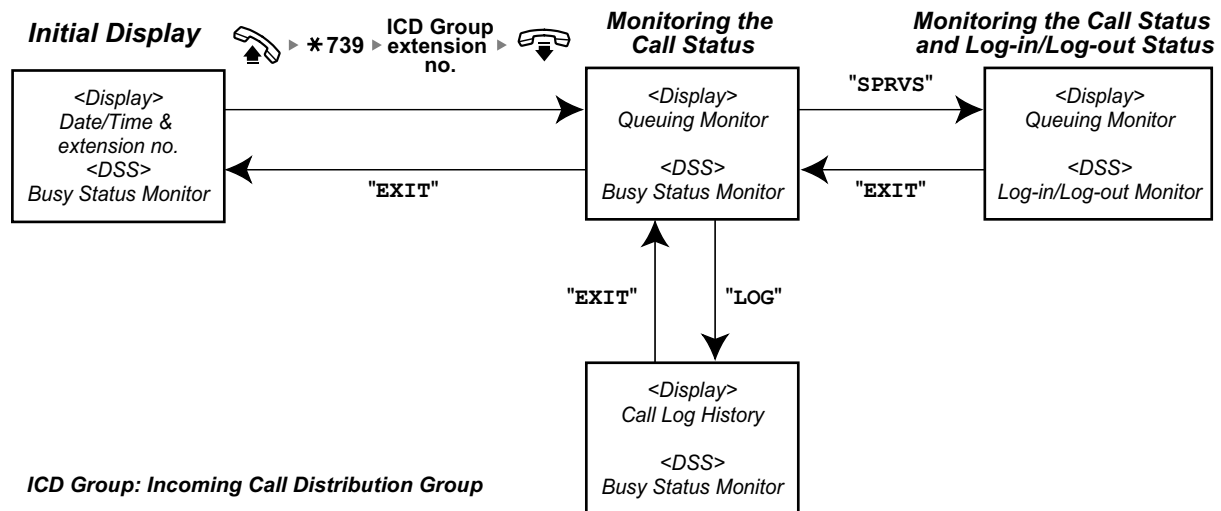 Initial Display
✱739
ICD Group
extension
no.
Monitoring the
Call Status
Monitoring the Call Status
and Log-in/Log-out Status
<Display>
Date/Time &
extension no.
<DSS>
Busy Status Monitor
"EXIT"
<Display>
Queuing Monitor
<DSS>
Busy Status Monitor
"SPRVS"
"EXIT"
<Display>
Queuing Monitor
<DSS>
Log-in/Log-out Monitor
"EXIT"
"LOG"
<Display>
Call Log History
<DSS>
Busy Status Monitor
ICD Group: Incoming Call Distribution Group